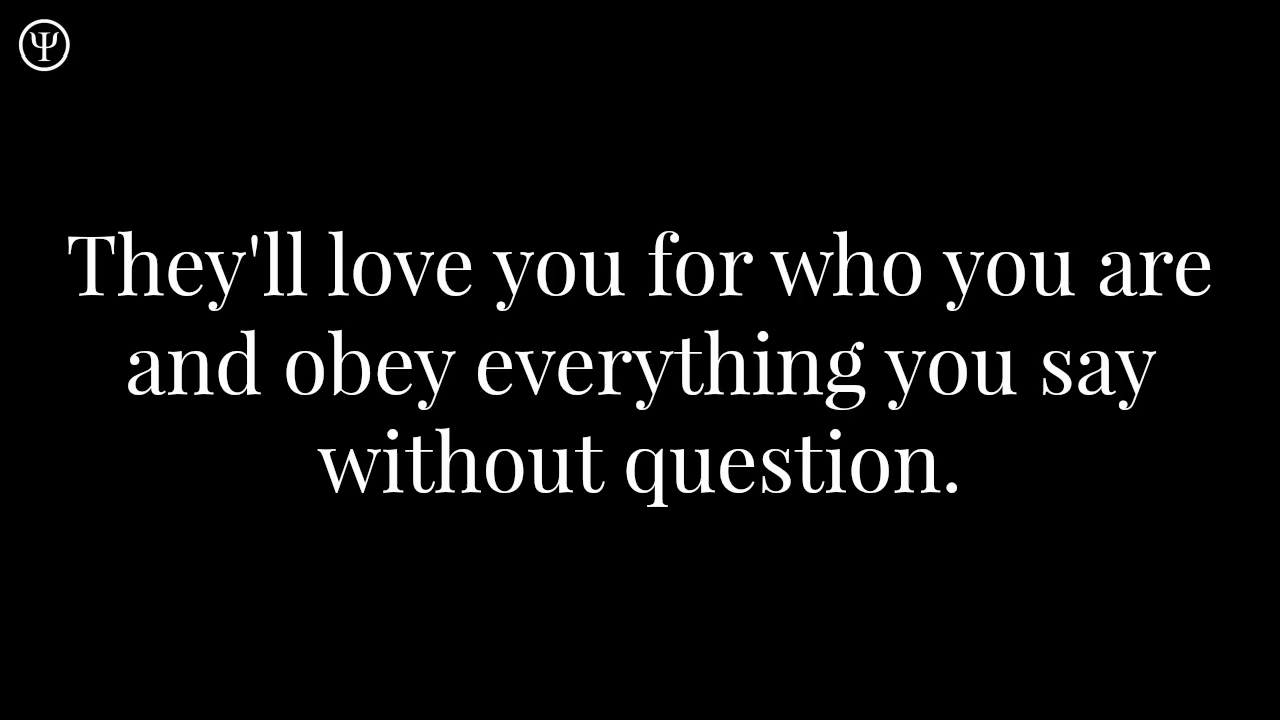 Ψ
They'll love you for who you are
and obey everything you say
without question.